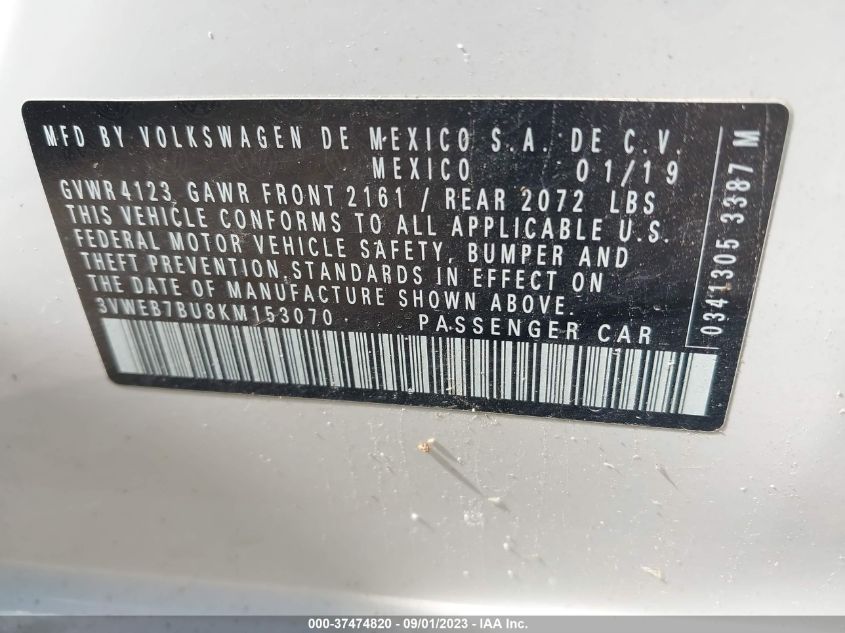 MFD BY VOLKSWAGEN DE MEXICO S.A. DE C.V.
MEXICO 01/19
GVWR 4123 GAWR FRONT 2161 / REAR 2072 LBS
THIS VEHICLE CONFORMS TO ALL APPLICABLE U.S.
FEDERAL MOTOR VEHICLE SAFETY, BUMPER AND
THEFT PREVENTION STANDARDS IN EFFECT ON
THE DATE OF MANUFACTURE SHOWN ABOVE.
3VWEB7BU8KM153070 PASSENGER CAR
0341305 3387 M
000-37474820 - 09/01/2023 - IAA Inc.